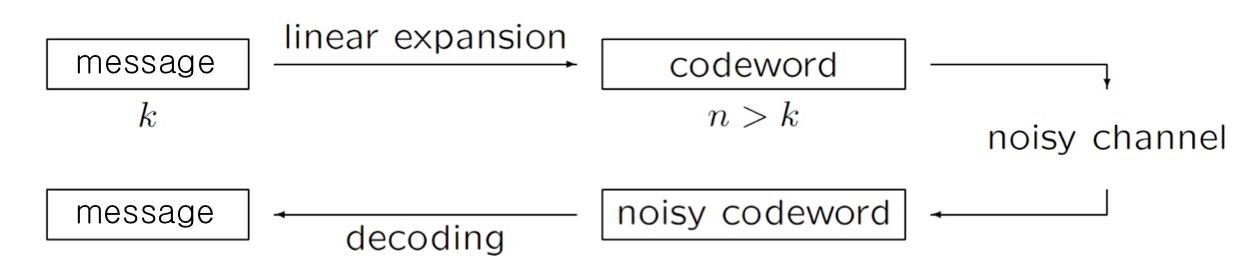 linear expansion
message
codeword
k
n > k
noisy channel
message
noisy codeword
decoding